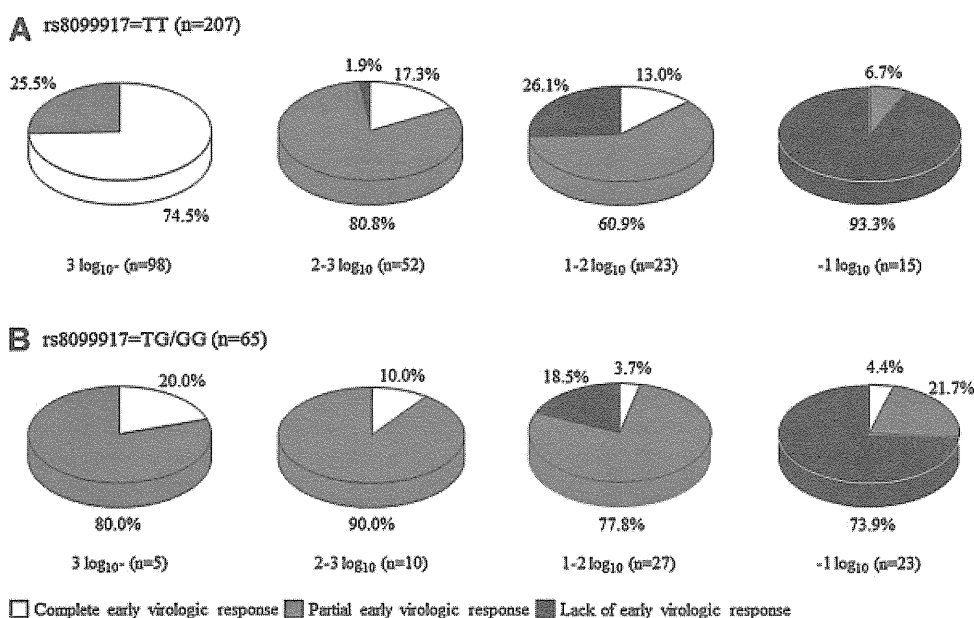 A rs8099917=TT (n=207)
25.5%
74.5%
3 log10- (n=98)
1.9%
17.3%
80.8%
2-3 log10 (n=52)
26.1%
13.0%
60.9%
1-2 log10 (n=23)
6.7%
93.3%
-1 log10 (n=15)
B rs8099917=TG/GG (n=65)
20.0%
80.0%
3 log10- (n=5)
10.0%
90.0%
2-3 log10 (n=10)
18.5%
3.7%
77.8%
1-2 log10 (n=27)
4.4%
21.7%
73.9%
-1 log10 (n=23)
Complete early virologic response
Partial early virologic response
Lack of early virologic response